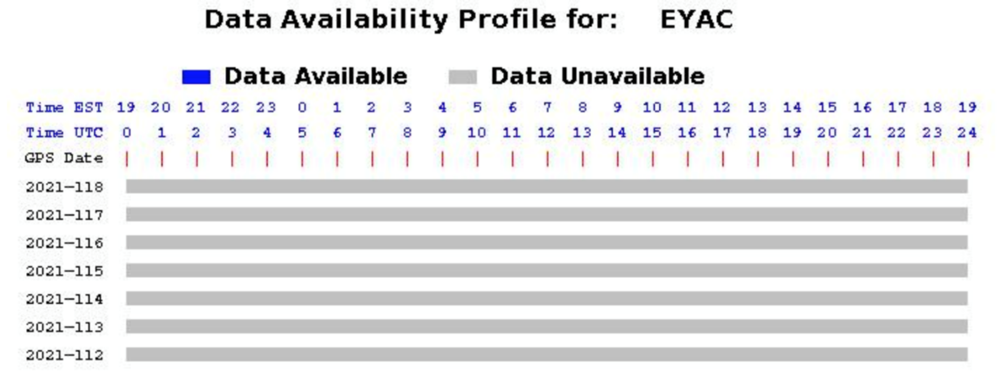 Data Availability Profile for: EYAC
Data Available Data Unavailable
Time EST 19 20 21 22 23 0 1 2 3 4 5 6 7 8 9 10 11 12 13 14 15 16 17 18 19
Time UTC 0 1 2 3 4 5 6 7 8 9 10 11 12 13 14 15 16 17 18 19 20 21 22 23 24
GPS Date
2021-118
2021-117
2021-116
2021-115
2021-114
2021-113
2021-112